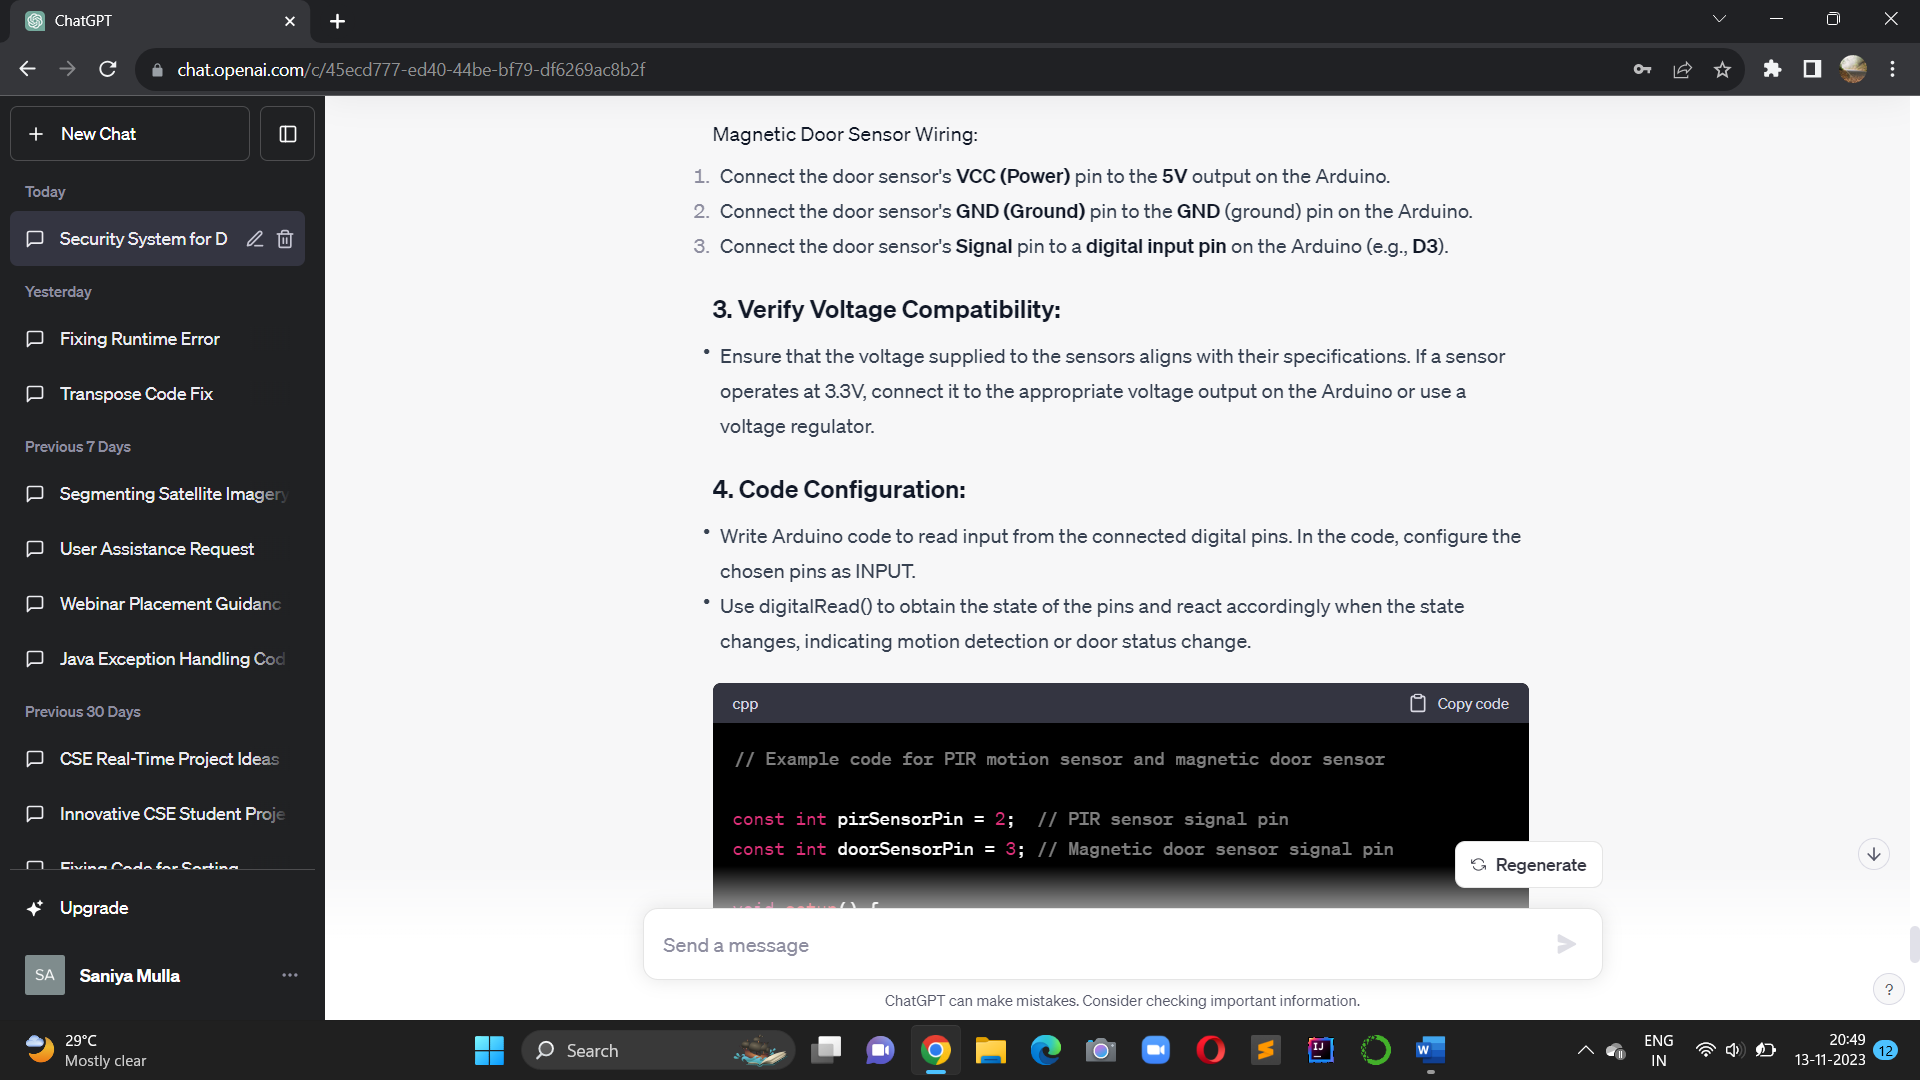 ChatGPT
chat.openai.com/c/45ecd777-ed40-44be-bf79-df6269ac8b2f
New Chat
Today
Security System for D
Yesterday
Fixing Runtime Error
Transpose Code Fix
Previous 7 Days
Segmenting Satellite Imagery
User Assistance Request
Webinar Placement Guidanc
Java Exception Handling Cod
Previous 30 Days
CSE Real-Time Project Ideas
Innovative CSE Student Proje
Fixing Code for Sorting
Upgrade
SA
Saniya Mulla
Magnetic Door Sensor Wiring:
1. Connect the door sensor's VCC (Power) pin to the 5V output on the Arduino.
2. Connect the door sensor's GND (Ground) pin to the GND (ground) pin on the Arduino.
3. Connect the door sensor's Signal pin to a digital input pin on the Arduino (e.g., D3).
3. Verify Voltage Compatibility:
• Ensure that the voltage supplied to the sensors aligns with their specifications. If a sensor
operates at 3.3V, connect it to the appropriate voltage output on the Arduino or use a
voltage regulator.
4. Code Configuration:
• Write Arduino code to read input from the connected digital pins. In the code, configure the
chosen pins as INPUT.
• Use digitalRead() to obtain the state of the pins and react accordingly when the state
changes, indicating motion detection or door status change.
cpp
Copy code
// Example code for PIR motion sensor and magnetic door sensor
const int pirSensorPin = 2;  // PIR sensor signal pin
const int doorSensorPin = 3; // Magnetic door sensor signal pin
void setup() {
Regenerate
Send a message
ChatGPT can make mistakes. Consider checking important information.
?
29°C
Mostly clear
Search
IJ
W
ENG
IN
20:49
13-11-2023
12